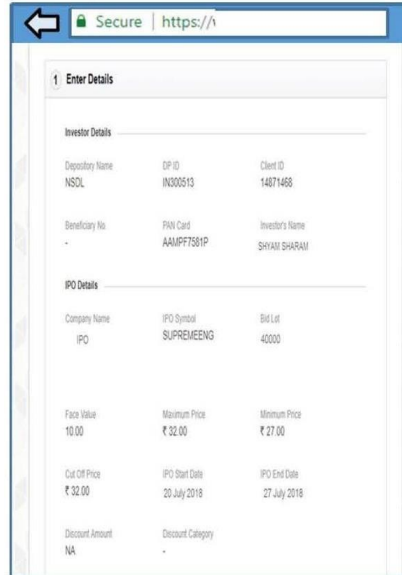 Secure | https://
1 Enter Details
Investor Details
Depository Name DP ID Client ID
NSDL IN300513 14871468
Beneficiary No PAN Card Investor's Name
- AAMPF7581P SHYAM SHARAM
IPO Details
Company Name IPO Symbol Bid Lot
IPO SUPREMEENG 40000
Face Value Maximum Price Minimum Price
10.00 ₹ 32.00 ₹ 27.00
Cut Off Price IPO Start Date IPO End Date
₹ 32.00 20 July 2018 27 July 2018
Discount Amount Discount Category
NA -